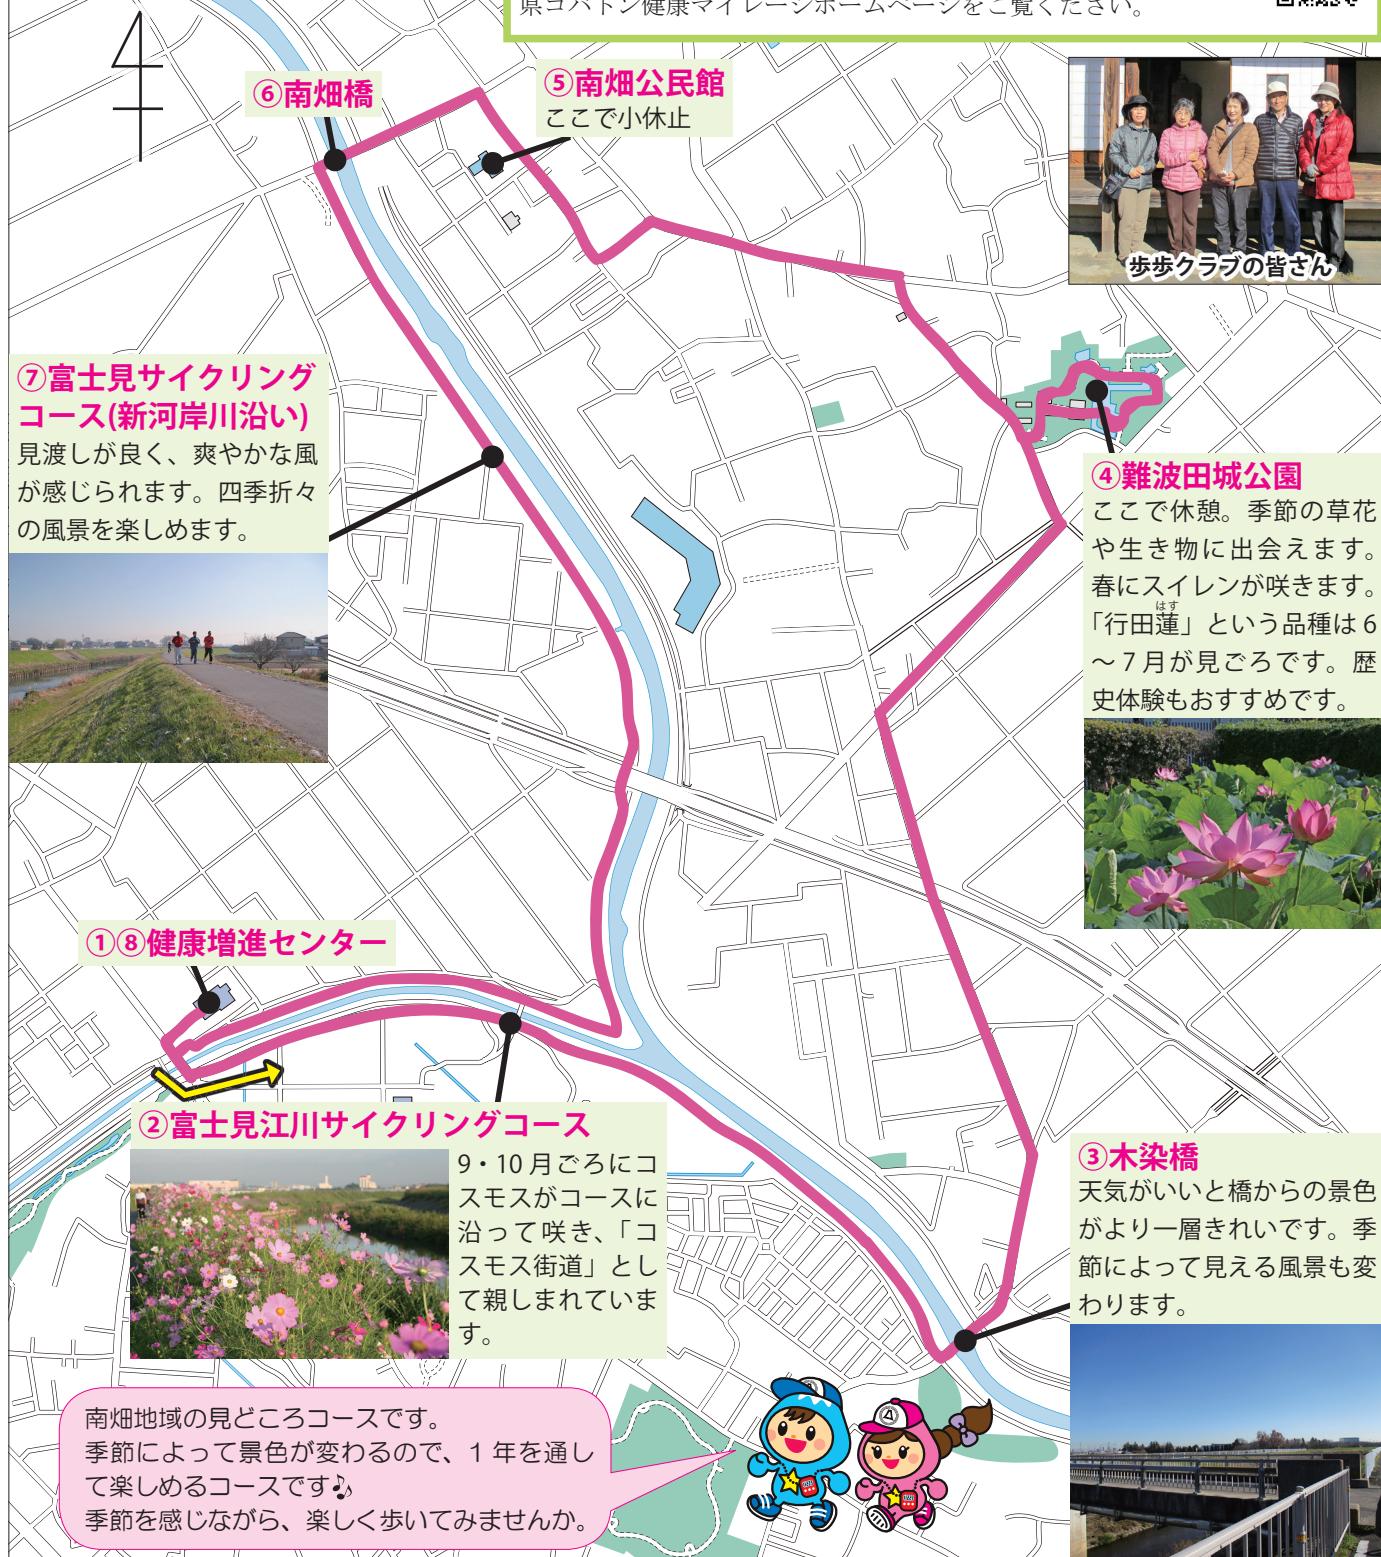 県コバトン健康マイレージホームページをご覧ください。
⑥南畑橋
⑤南畑公民館
ここで小休止
歩歩クラブの皆さん
⑦富士見サイクリング
コース(新河岸川沿い)
見渡しが良く、爽やかな風
が感じられます。四季折々
の風景を楽しめます。
④難波田城公園
ここで休憩。季節の草花
や生き物に出会えます。
春にスイレンが咲きます。
はす
「行田蓮」という品種は6
～7月が見ごろです。歴
史体験もおすすめです。
①⑧健康増進センター
②富士見江川サイクリングコース
9・10月ごろにコ
スモスがコースに
沿って咲き、「コ
スモス街道」とし
て親しまれていま
す。
③木染橋
天気がいいと橋からの景色
がより一層きれいです。季
節によって見える風景も変
わります。
南畑地域の見どころコースです。
季節によって景色が変わるので、1年を通し
て楽しめるコースです♪
季節を感じながら、楽しく歩いてみませんか。